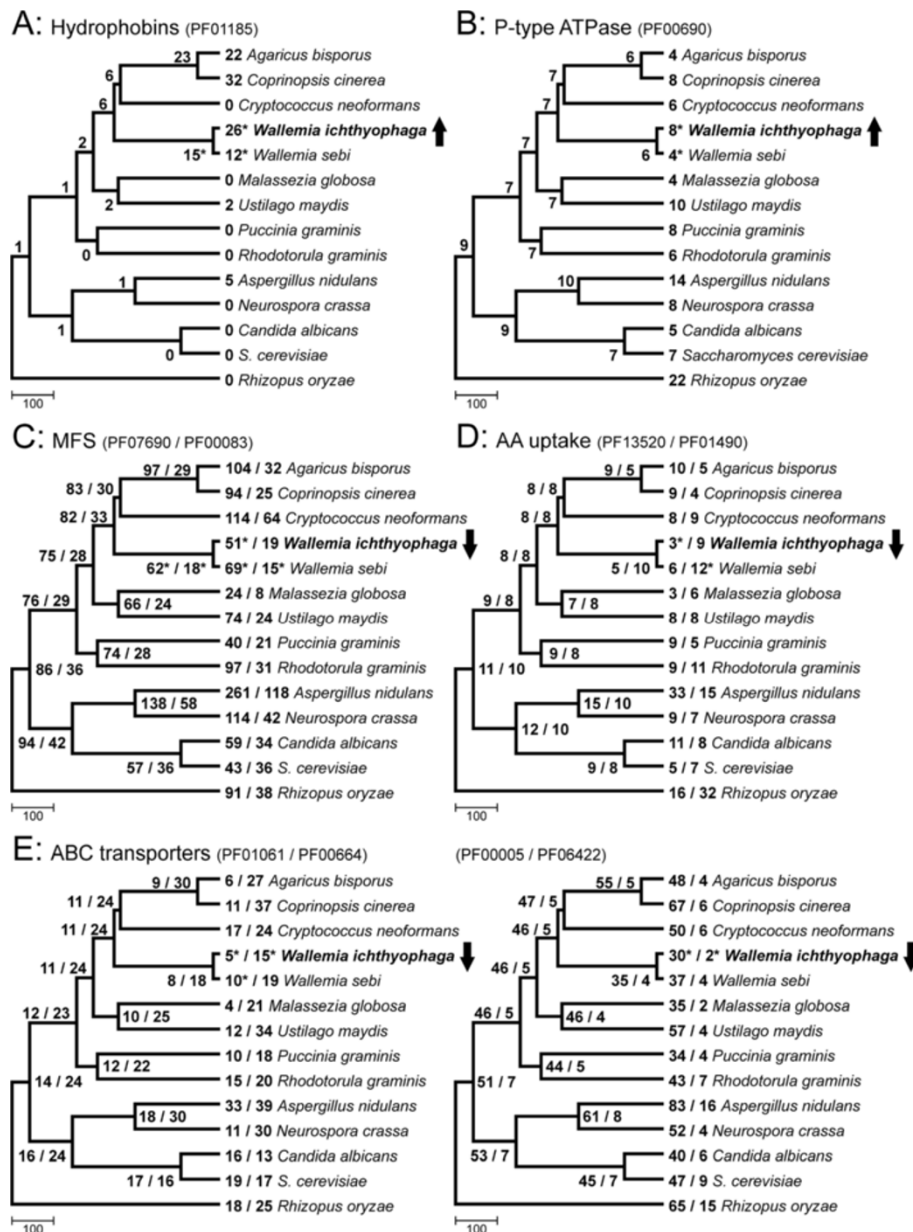 A: Hydrophobins (PF01185)
23
22 Agaricus bisporus
6
32 Coprinopsis cinerea
6
0 Cryptococcus neoformans
2
26* Wallemia ichthyophaga
15*
12* Wallemia sebi
1
0 Malassezia globosa
2
2 Ustilago maydis
0 Puccinia graminis
1
0
0 Rhodotorula graminis
1
5 Aspergillus nidulans
0 Neurospora crassa
1
0 Candida albicans
0
0 S. cerevisiae
0 Rhizopus oryzae
100
B: P-type ATPase (PF00690)
6
4 Agaricus bisporus
7
8 Coprinopsis cinerea
7
6 Cryptococcus neoformans
7
8* Wallemia ichthyophaga
6
4* Wallemia sebi
7
4 Malassezia globosa
7
10 Ustilago maydis
8 Puccinia graminis
9
7
6 Rhodotorula graminis
10
14 Aspergillus nidulans
8 Neurospora crassa
9
5 Candida albicans
7
7 Saccharomyces cerevisiae
22 Rhizopus oryzae
100
C: MFS (PF07690 / PF00083)
97 / 29
104 / 32 Agaricus bisporus
83 / 30
94 / 25 Coprinopsis cinerea
82 / 33
114 / 64 Cryptococcus neoformans
75 / 28
51* / 19 Wallemia ichthyophaga
62* / 18*
69* / 15* Wallemia sebi
76 / 29
24 / 8 Malassezia globosa
66 / 24
74 / 24 Ustilago maydis
40 / 21 Puccinia graminis
86 / 36
74 / 28
97 / 31 Rhodotorula graminis
261 / 118 Aspergillus nidulans
138 / 58
114 / 42 Neurospora crassa
94 / 42
59 / 34 Candida albicans
57 / 36
43 / 36 S. cerevisiae
91 / 38 Rhizopus oryzae
100
D: AA uptake (PF13520 / PF01490)
9 / 5
10 / 5 Agaricus bisporus
8 / 8
9 / 4 Coprinopsis cinerea
8 / 8
8 / 9 Cryptococcus neoformans
8 / 8
3* / 9 Wallemia ichthyophaga
5 / 10
6 / 12* Wallemia sebi
9 / 8
3 / 6 Malassezia globosa
7 / 8
8 / 8 Ustilago maydis
9 / 5 Puccinia graminis
11 / 10
9 / 8
9 / 11 Rhodotorula graminis
33 / 15 Aspergillus nidulans
15 / 10
9 / 7 Neurospora crassa
12 / 10
11 / 8 Candida albicans
9 / 8
5 / 7 S. cerevisiae
16 / 32 Rhizopus oryzae
100
E: ABC transporters (PF01061 / PF00664)
9 / 30
6 / 27 Agaricus bisporus
11 / 24
11 / 37 Coprinopsis cinerea
11 / 24
17 / 24 Cryptococcus neoformans
11 / 24
5* / 15* Wallemia ichthyophaga
8 / 18
10* / 19 Wallemia sebi
12 / 23
4 / 21 Malassezia globosa
10 / 25
12 / 34 Ustilago maydis
10 / 18 Puccinia graminis
14 / 24
12 / 22
15 / 20 Rhodotorula graminis
33 / 39 Aspergillus nidulans
18 / 30
11 / 30 Neurospora crassa
16 / 24
16 / 13 Candida albicans
17 / 16
19 / 17 S. cerevisiae
18 / 25 Rhizopus oryzae
100
(PF00005 / PF06422)
55 / 5
48 / 4 Agaricus bisporus
47 / 5
67 / 6 Coprinopsis cinerea
46 / 5
50 / 6 Cryptococcus neoformans
46 / 5
30* / 2* Wallemia ichthyophaga
35 / 4
37 / 4 Wallemia sebi
46 / 5
35 / 2 Malassezia globosa
46 / 4
57 / 4 Ustilago maydis
34 / 4 Puccinia graminis
51 / 7
44 / 5
43 / 7 Rhodotorula graminis
83 / 16 Aspergillus nidulans
61 / 8
52 / 4 Neurospora crassa
53 / 7
40 / 6 Candida albicans
45 / 7
47 / 9 S. cerevisiae
65 / 15 Rhizopus oryzae
100